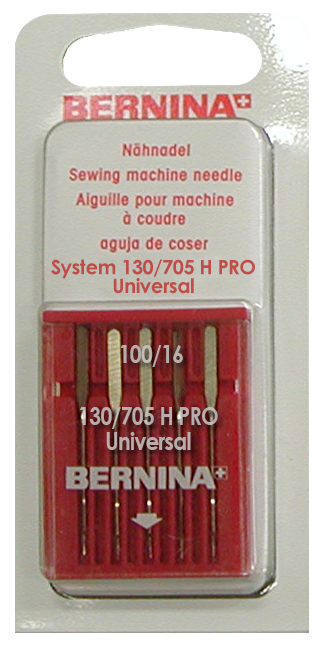 BERNINA
Nähnadel
Sewing machine needle
Aiguille pour machine
à coudre
aguja de coser
System 130/705 H PRO
Universal
100/16
130/705 H PRO
Universal
BERNINA